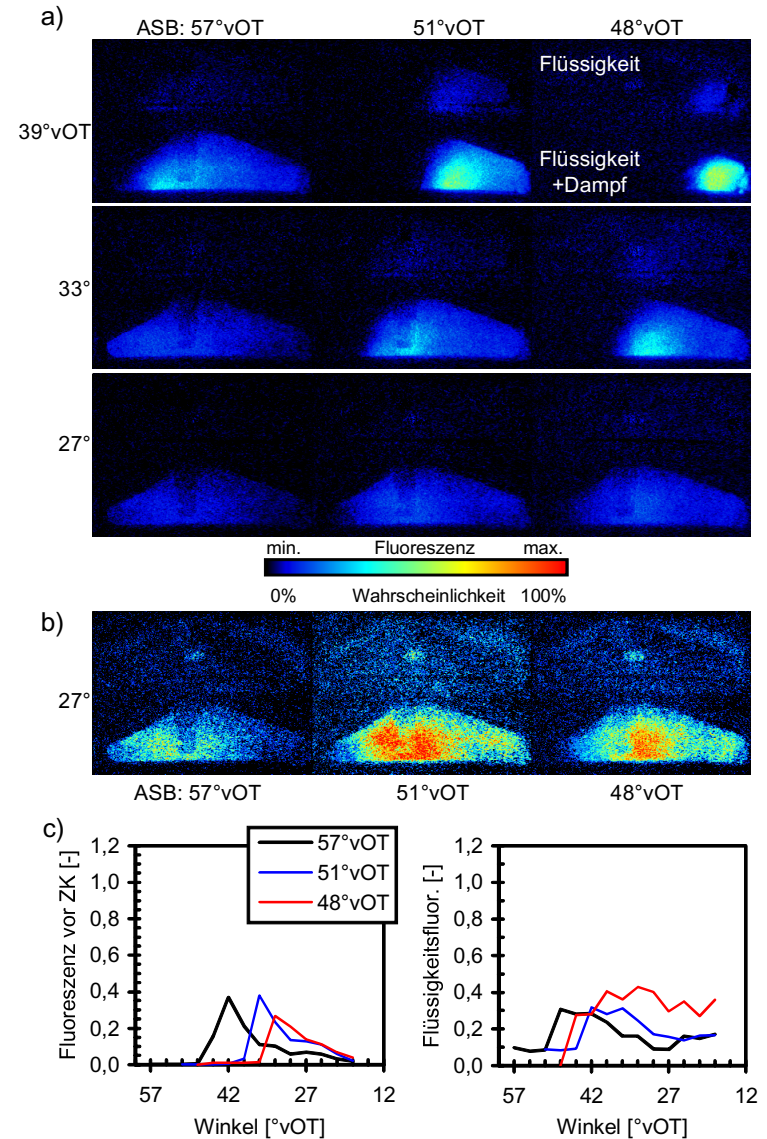 a)
ASB: 57°vOT 51°vOT 48°vOT
39°vOT
Flüssigkeit
Flüssigkeit
+Dampf
33°
27°
min. Fluoreszenz max.
0% Wahrscheinlichkeit 100%
b)
27°
ASB: 57°vOT 51°vOT 48°vOT
c)
Fluoreszenz vor ZK [-]
1,2
1,0
0,8
0,6
0,4
0,2
0,0
57 42 27 12
Winkel [°vOT]
57°vOT
51°vOT
48°vOT
Flüssigkeitsfluor. [-]
1,2
1,0
0,8
0,6
0,4
0,2
0,0
57 42 27 12
Winkel [°vOT]